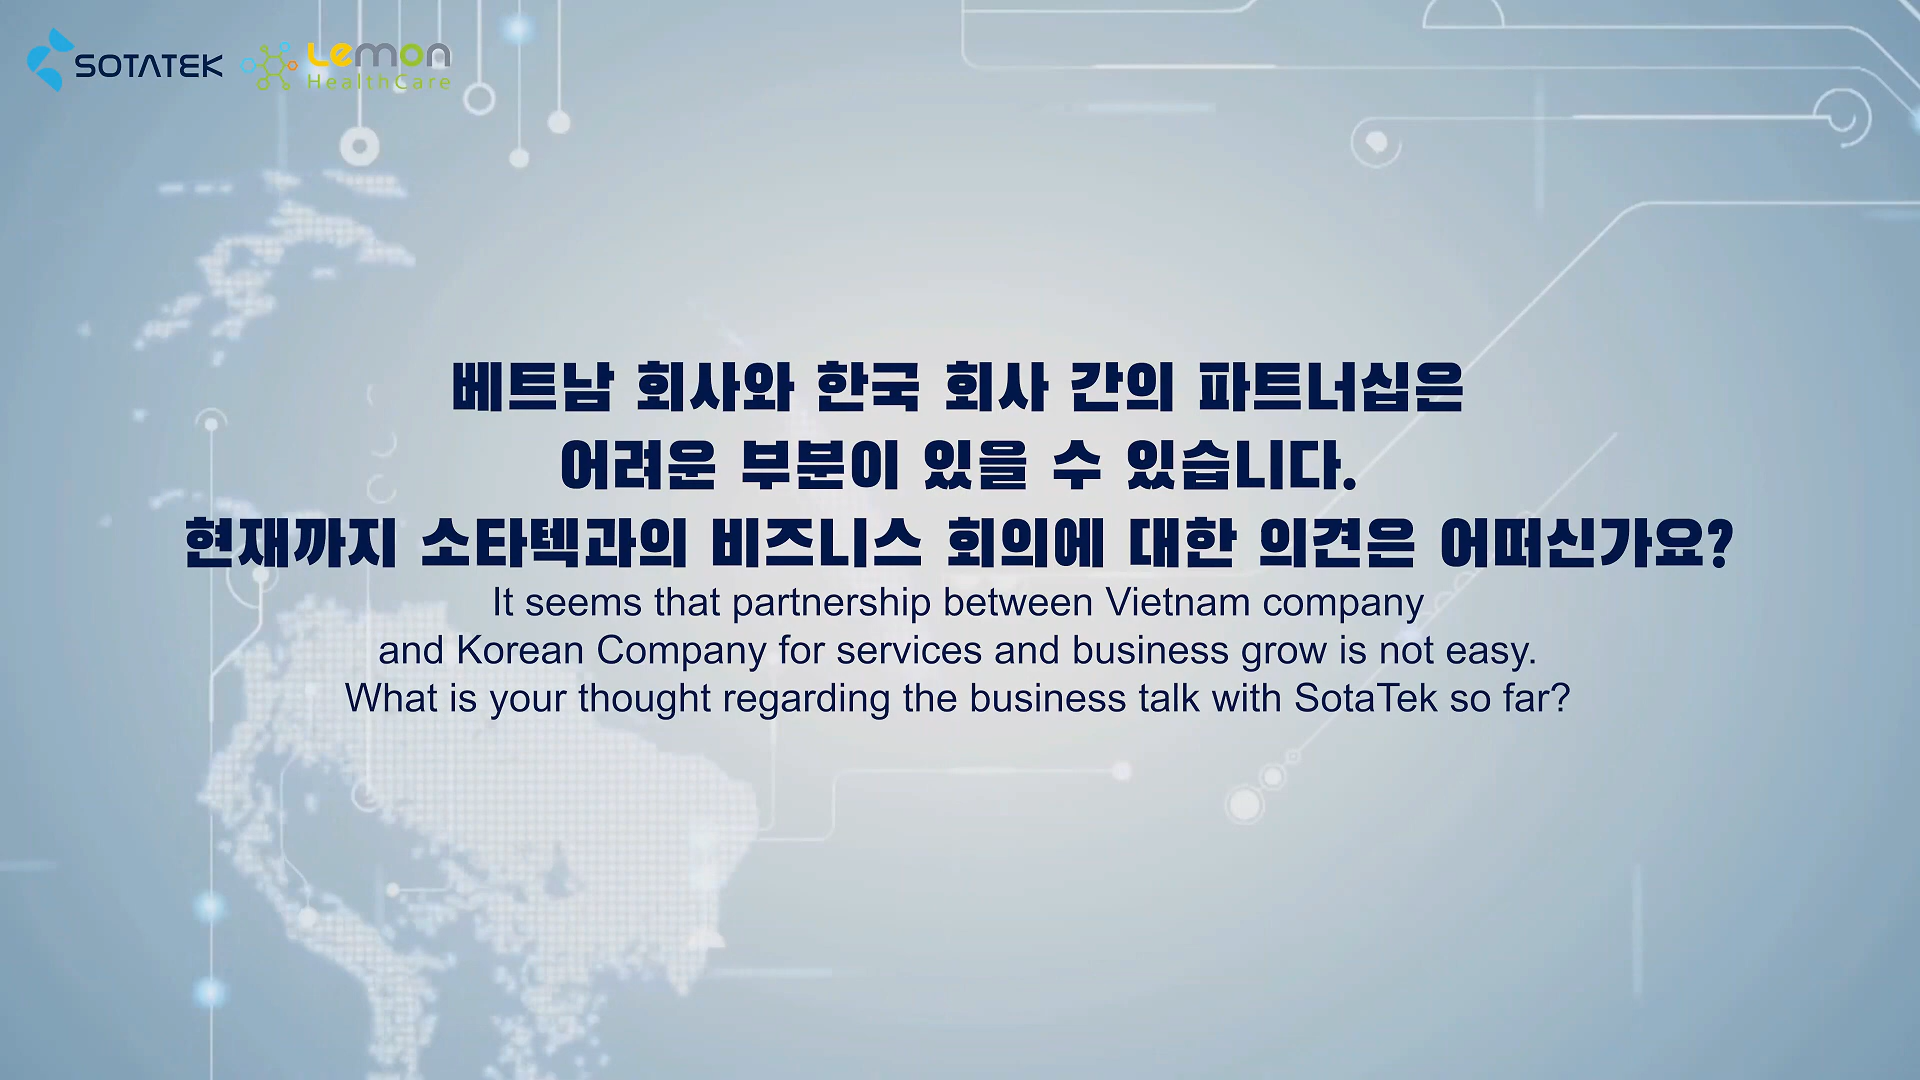 SOTATEK
Lemon
HealthCare
베트남 회사와 한국 회사 간의 파트너십은
어려운 부분이 있을 수 있습니다.
현재까지 소타텍과의 비즈니스 회의에 대한 의견은 어떠신가요?
It seems that partnership between Vietnam company
and Korean Company for services and business grow is not easy.
What is your thought regarding the business talk with SotaTek so far?